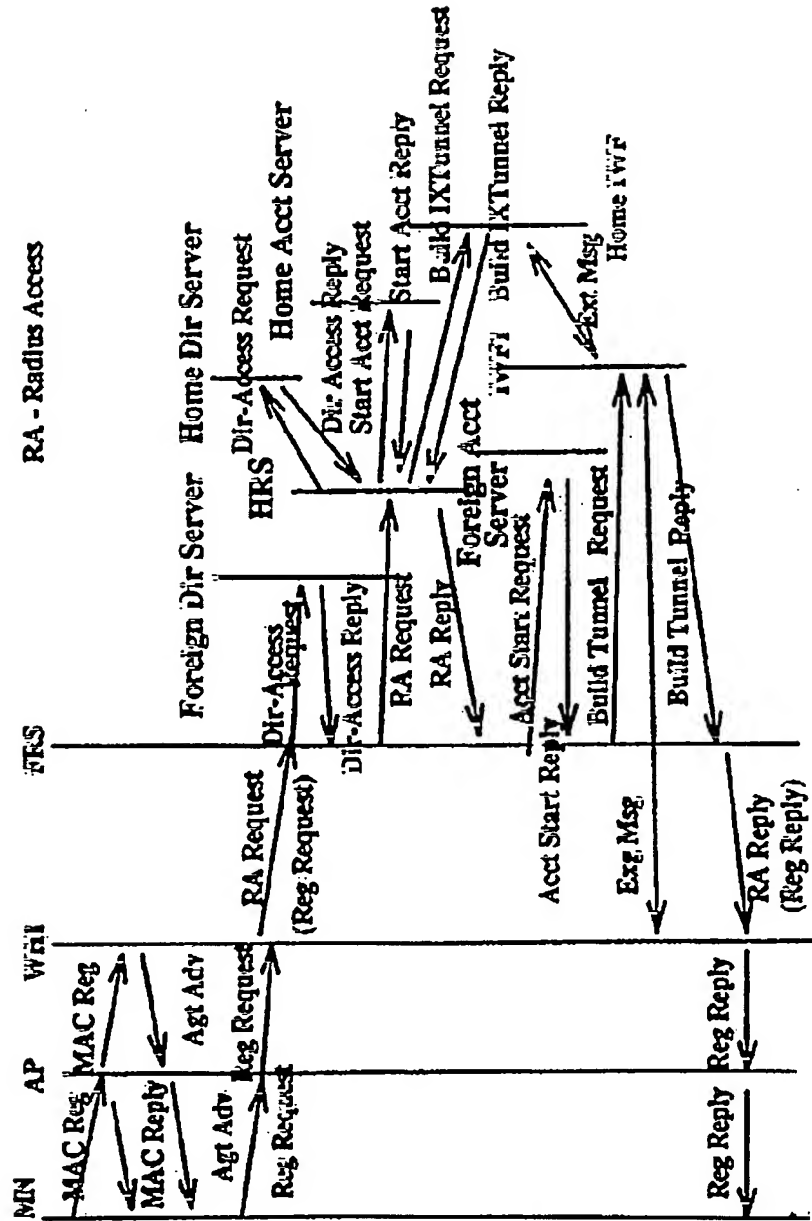 RA - Radius Access
MN
AP
WHI
FRS
Foreign Dir Server
Home Dir Server
HRS
Home Acct Server
MAC Reg
MAC Reg
MAC Reply
Agt Adv
Agt Adv
Reg Request
Reg Request
RA Request
(Reg Request)
Dir-Access
Request
Dir-Access Reply
Dir-Access Request
Dir Access Reply
Start Acct Request
Start Acct Reply
RA Request
RA Reply
Build IXTunnel Request
Build IXTunnel Reply
Foreign Acct
Server
Acct Start Request
Acct Start Reply
Build Tunnel Request
Exg Msg
Ext Msg
Home IWF
Build Tunnel Reply
RA Reply
(Reg Reply)
Reg Reply
Reg Reply